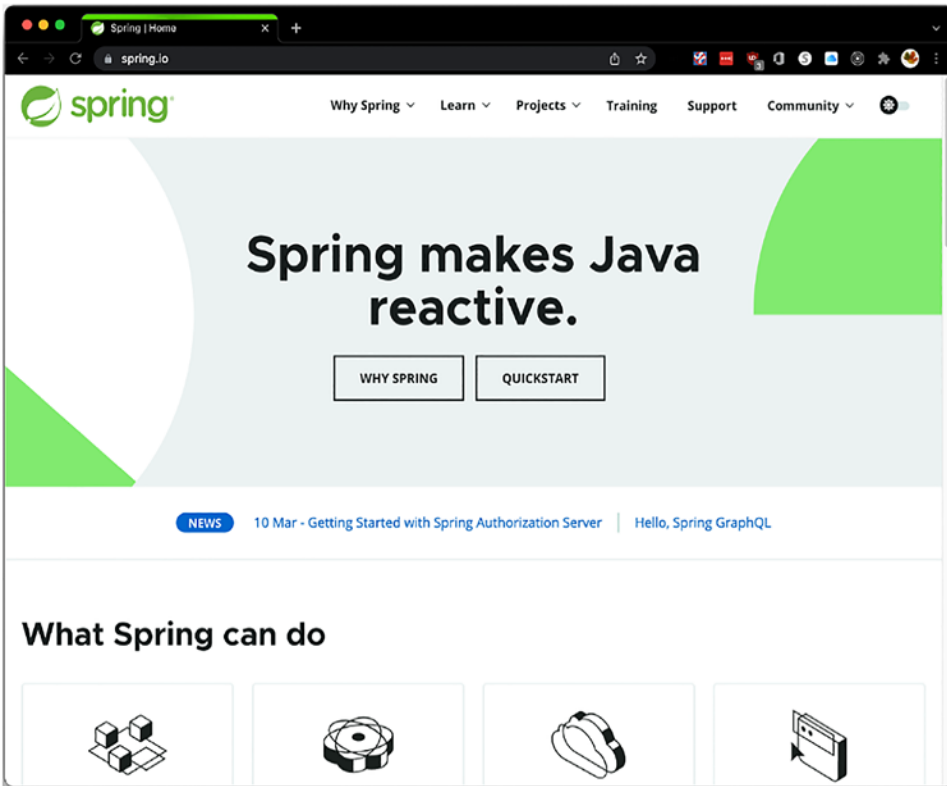 Spring | Home
spring.io
spring
Why Spring Learn Projects Training Support Community
Spring makes Java
reactive.
WHY SPRING QUICKSTART
NEWS 10 Mar - Getting Started with Spring Authorization Server Hello, Spring GraphQL
What Spring can do